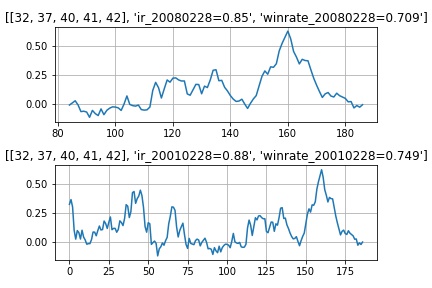 [[32, 37, 40, 41, 42], 'ir_20080228=0.85', 'winrate_20080228=0.709']
0.50
0.25
0.00
80 100 120 140 160 180
[[32, 37, 40, 41, 42], 'ir_20010228=0.88', 'winrate_20010228=0.749']
0.50
0.25
0.00
0 25 50 75 100 125 150 175